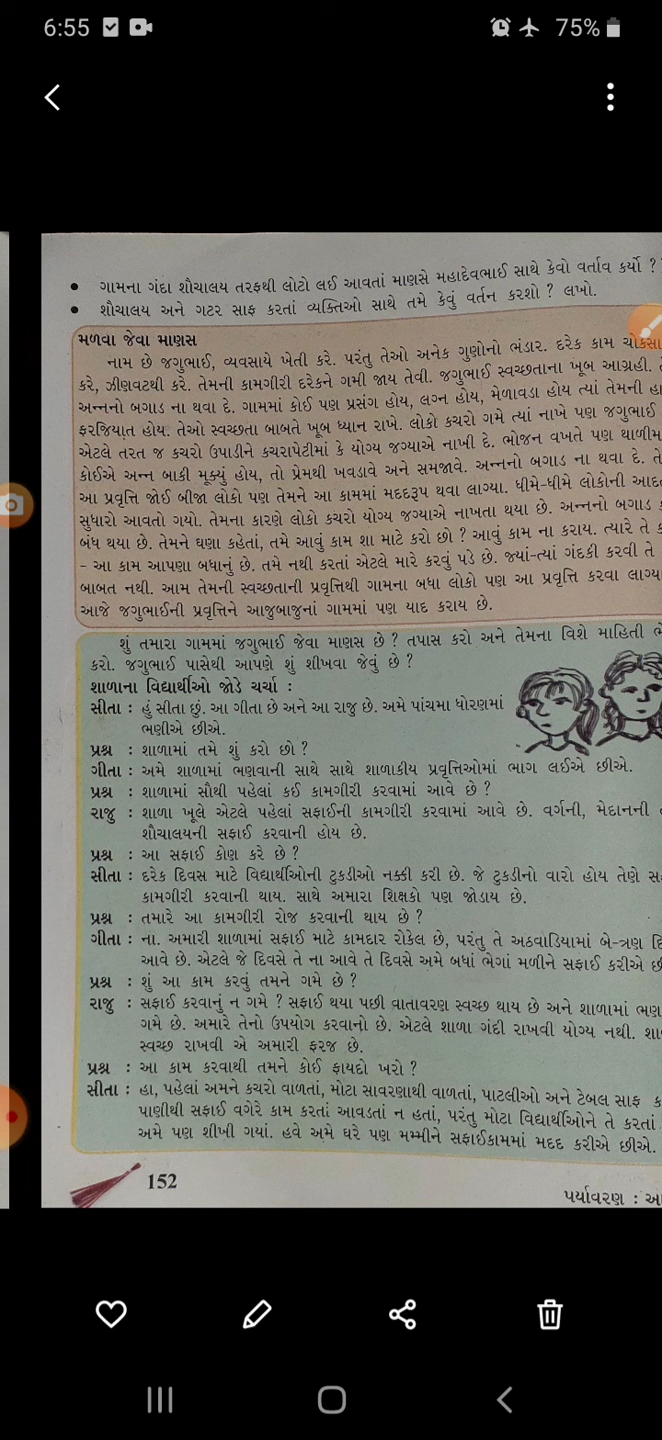 6:55 75%
ગામના ગંદા શૌચાલય તરફથી લોટો લઈ આવતાં માણસે મહાદેવભાઈ સાથે કેવો વર્તાવ કર્યો ?
શૌચાલય અને ગટર સાફ કરતાં વ્યક્તિઓ સાથે તમે કેવું વર્તન કરશો ? લખો.
મળવા જેવા માણસ
નામ છે જગુભાઈ, વ્યવસાયે ખેતી કરે. પરંતુ તેઓ અનેક ગુણોનો ભંડાર. દરેક કામ
કરે, ઝીણવટથી કરે. તેમની કામગીરી દરેકને ગમી જાય તેવી. જગુભાઈ સ્વચ્છતાના ખૂબ આગ્રહી.
અન્નનો બગાડ ના થવા દે. ગામમાં કોઈ પણ પ્રસંગ હોય, લગ્ન હોય, મેળાવડા હોય ત્યાં તેમની
ફરજિયાત હોય. તેઓ સ્વચ્છતા બાબતે ખૂબ ધ્યાન રાખે. લોકો કચરો ગમે ત્યાં નાખે પણ જગુભાઈ
એટલે તરત જ કચરો ઉપાડીને કચરાપેટીમાં કે યોગ્ય જગ્યાએ નાખી દે. ભોજન વખતે પણ થાળીમ
કોઈએ અન્ન બાકી મૂક્યું હોય, તો પ્રેમથી ખવડાવે અને સમજાવે. અન્નનો બગાડ ના થવા દે. તે
આ પ્રવૃત્તિ જોઈ બીજા લોકો પણ તેમને આ કામમાં મદદરૂપ થવા લાગ્યા. ધીમે-ધીમે લોકોની
સુધારો આવતો ગયો. તેમના કારણે લોકો કચરો યોગ્ય જગ્યાએ નાખતા થયા છે. અન્નનો બગાડ
બંધ થયા છે. તેમને ઘણા કહેતાં, તમે આવું કામ શા માટે કરો છો ? આવું કામ ના કરાય. ત્યારે તે
- આ કામ આપણા બધાનું છે. તમે નથી કરતાં એટલે મારે કરવું પડે છે. જ્યાં-ત્યાં ગંદકી કરવી તે
બાબત નથી. આમ તેમની સ્વચ્છતાની પ્રવૃત્તિથી ગામના બધા લોકો પણ આ પ્રવૃત્તિ કરવા લાગ્યા
આજે જગુભાઈની પ્રવૃત્તિને આજુબાજુનાં ગામમાં પણ યાદ કરાય છે.
શું તમારા ગામમાં જગુભાઈ જેવા માણસ છે ? તપાસ કરો અને તેમના વિશે માહિતી
કરો. જગુભાઈ પાસેથી આપણે શું શીખવા જેવું છે ?
શાળાના વિદ્યાર્થીઓ જોડે ચર્ચા :
સીતા : હું સીતા છું. આ ગીતા છે અને આ રાજુ છે. અમે પાંચમા ધોરણમાં
ભણીએ છીએ.
પ્રશ્ન : શાળામાં તમે શું કરો છો ?
ગીતા : અમે શાળામાં ભણવાની સાથે સાથે શાળાકીય પ્રવૃત્તિઓમાં ભાગ લઈએ છીએ.
પ્રશ્ન : શાળામાં સૌથી પહેલાં કઈ કામગીરી કરવામાં આવે છે ?
રાજુ : શાળા ખૂલે એટલે પહેલાં સફાઈની કામગીરી કરવામાં આવે છે. વર્ગની, મેદાનની
શૌચાલયની સફાઈ કરવાની હોય છે.
પ્રશ્ન : આ સફાઈ કોણ કરે છે ?
સીતા : દરેક દિવસ માટે વિદ્યાર્થીઓની ટુકડીઓ નક્કી કરી છે. જે ટુકડીનો વારો હોય તેણે
કામગીરી કરવાની થાય. સાથે અમારા શિક્ષકો પણ જોડાય છે.
પ્રશ્ન : તમારે આ કામગીરી રોજ કરવાની થાય છે ?
ગીતા : ના. અમારી શાળામાં સફાઈ માટે કામદાર રોકેલ છે, પરંતુ તે અઠવાડિયામાં બે-ત્રણ
આવે છે. એટલે જે દિવસે તે ના આવે તે દિવસે અમે બધાં ભેગાં મળીને સફાઈ કરીએ
પ્રશ્ન : શું આ કામ કરવું તમને ગમે છે ?
રાજુ : સફાઈ કરવાનું ન ગમે ? સફાઈ થયા પછી વાતાવરણ સ્વચ્છ થાય છે અને શાળામાં ભણ
ગમે છે. અમારે તેનો ઉપયોગ કરવાનો છે. એટલે શાળા ગંદી રાખવી યોગ્ય નથી. શા
સ્વચ્છ રાખવી એ અમારી ફરજ છે.
પ્રશ્ન : આ કામ કરવાથી તમને કોઈ ફાયદો ખરો ?
સીતા : હા, પહેલાં અમને કચરો વાળતાં, મોટા સાવરણાથી વાળતાં, પાટલીઓ અને ટેબલ સાફ ક
પાણીથી સફાઈ વગેરે કામ કરતાં આવડતાં ન હતાં, પરંતુ મોટા વિદ્યાર્થીઓને તે કરતાં
અમે પણ શીખી ગયાં. હવે અમે ઘરે પણ મમ્મીને સફાઈકામમાં મદદ કરીએ છીએ.
152
પર્યાવરણ : આ